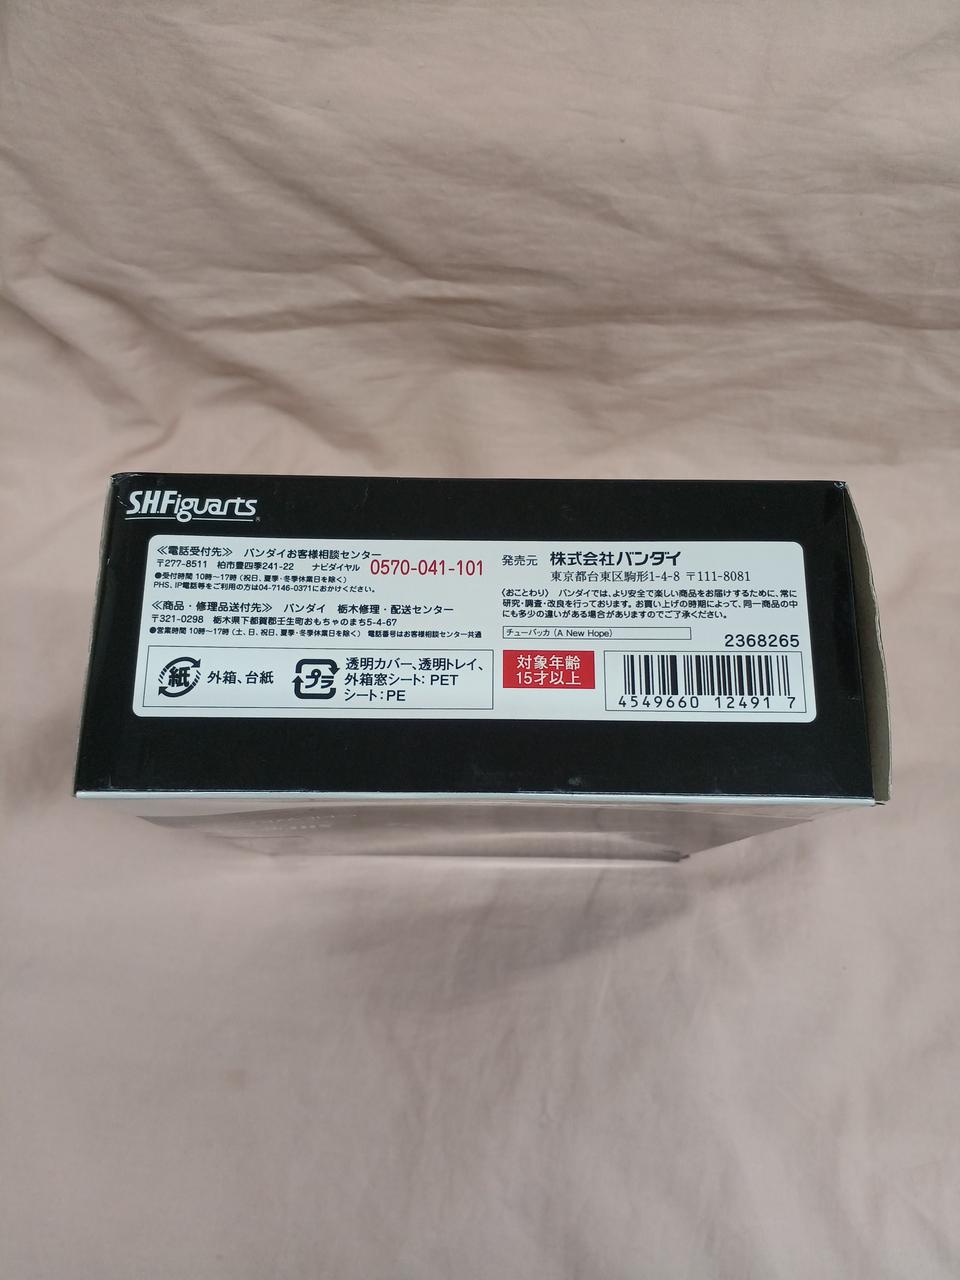 S.H.Figuarts
≪電話受付先≫ バンダイお客様相談センター
〒277-8511 柏市豊四季241-22 ナビダイヤル 0570-041-101
●受付時間 10時〜17時(祝日、夏季・冬季休業日を除く)
PHS、IP電話等をご利用の方は04-7146-0371におかけください。
≪商品・修理品送付先≫ バンダイ 栃木修理・配送センター
〒321-0298 栃木県下都賀郡壬生町おもちゃのまち5-4-67
●営業時間 10時〜17時(土、日、祝日、夏季・冬季休業日を除く) 電話番号はお客様相談センター共通
紙 外箱、台紙
プラ 透明カバー、透明トレイ、
外箱窓シート:PET
シート:PE
発売元 株式会社バンダイ
東京都台東区駒形1-4-8 〒111-8081
〈おことわり〉 バンダイでは、より安全で楽しい商品をお届けするために、常に
研究・調査・改良を行っております。お買い上げの時期によって、同一商品の中
にも多少の違いがある場合がありますのでご了承ください。
チューバッカ (A New Hope)
2368265
対象年齢
15才以上
4549660 12491 7